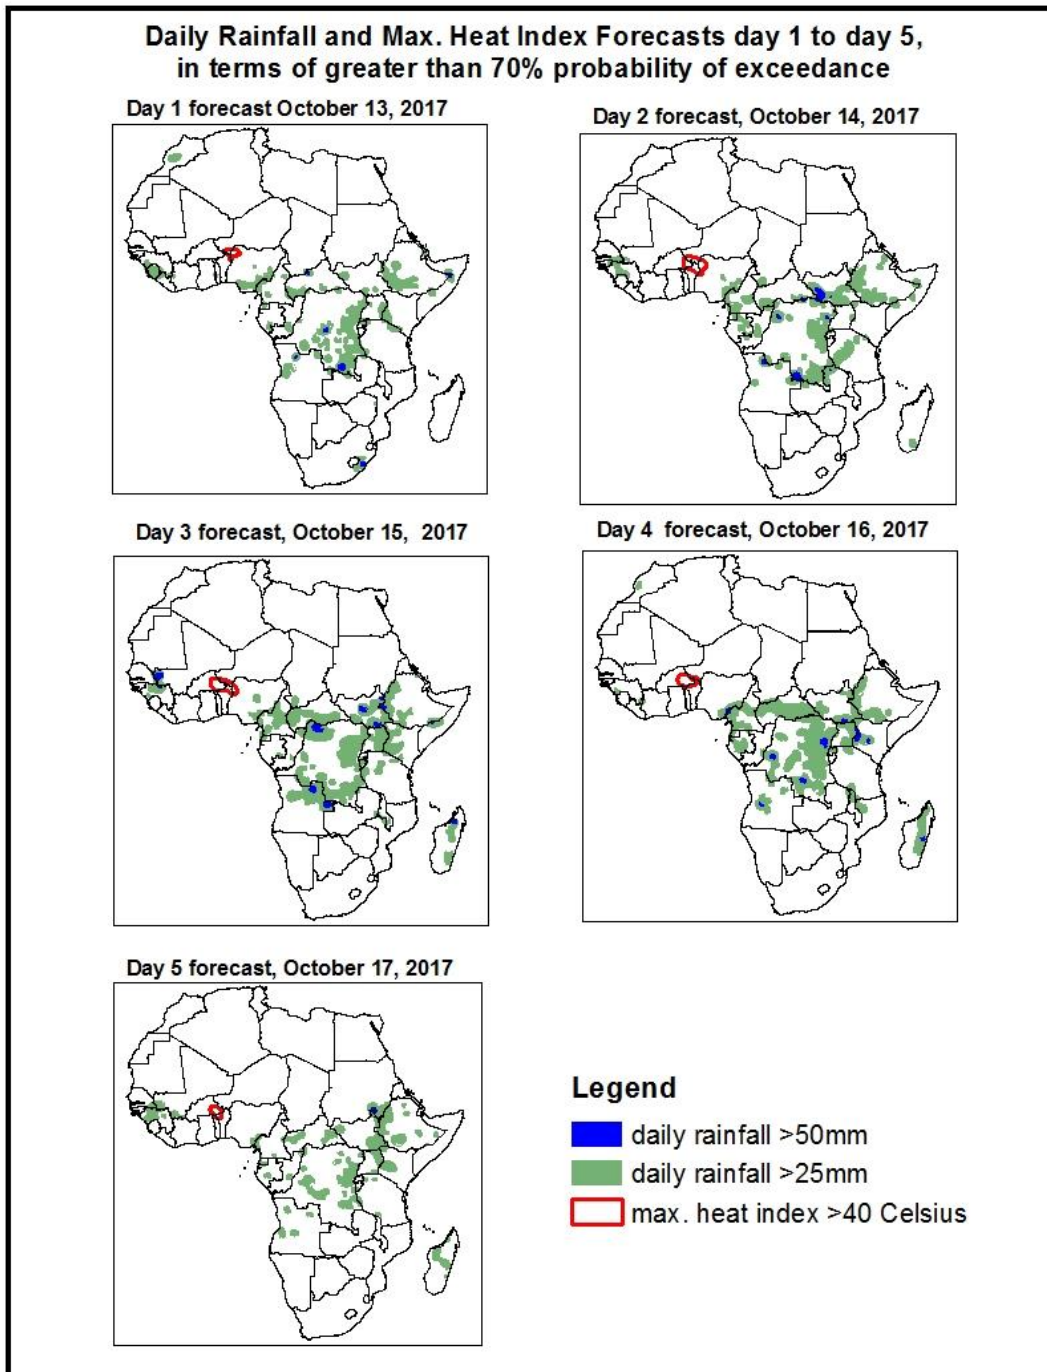 Daily Rainfall and Max. Heat Index Forecasts day 1 to day 5,
in terms of greater than 70% probability of exceedance
Day 1 forecast October 13, 2017
Day 2 forecast, October 14, 2017
Day 3 forecast, October 15, 2017
Day 4 forecast, October 16, 2017
Day 5 forecast, October 17, 2017
Legend
daily rainfall >50mm
daily rainfall >25mm
max. heat index >40 Celsius